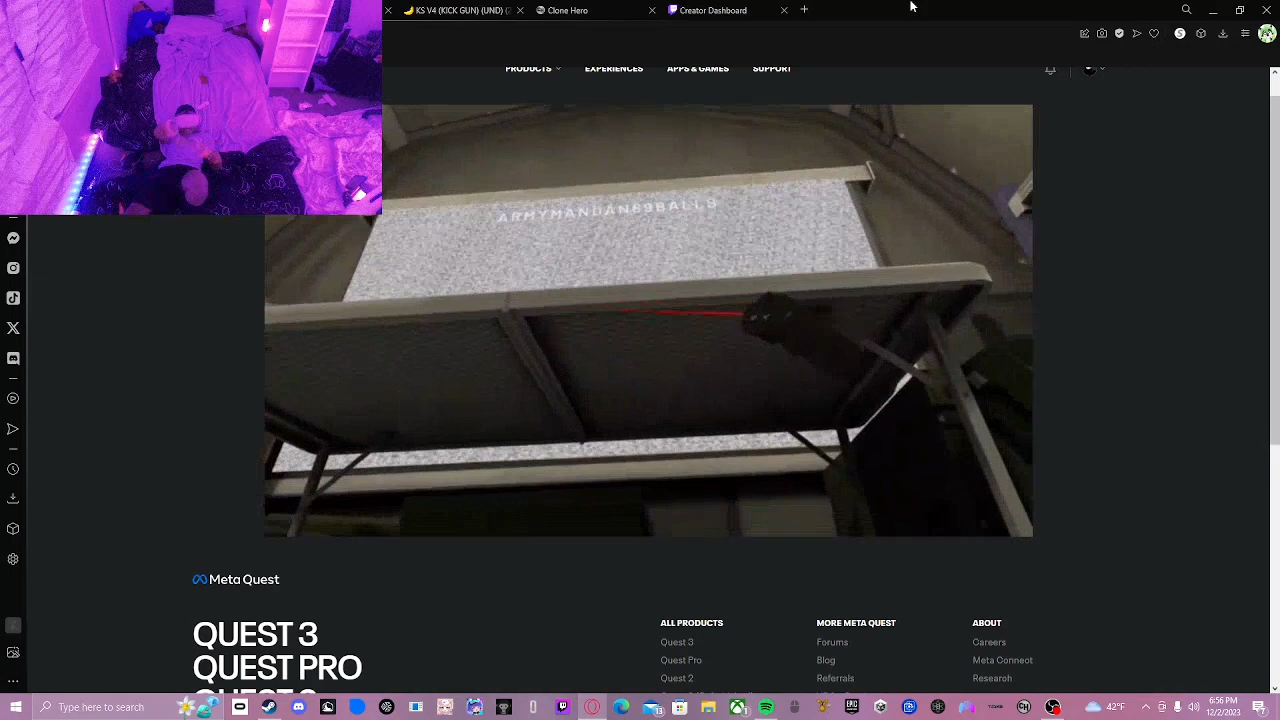 KS V4 (KICK GUN) (UND) (
Clone Hero
Creator Dashboard
PRODUCTS
EXPERIENCES
APPS & GAMES
SUPPORT
ARMYMANDAN69BALLS
Meta Quest
QUEST 3
QUEST PRO
ALL PRODUCTS
Quest 3
Quest Pro
Quest 2
MORE META QUEST
Forums
Blog
Referrals
ABOUT
Careers
Meta Connect
Research
Type here to search
6:56 PM
12/2/2023